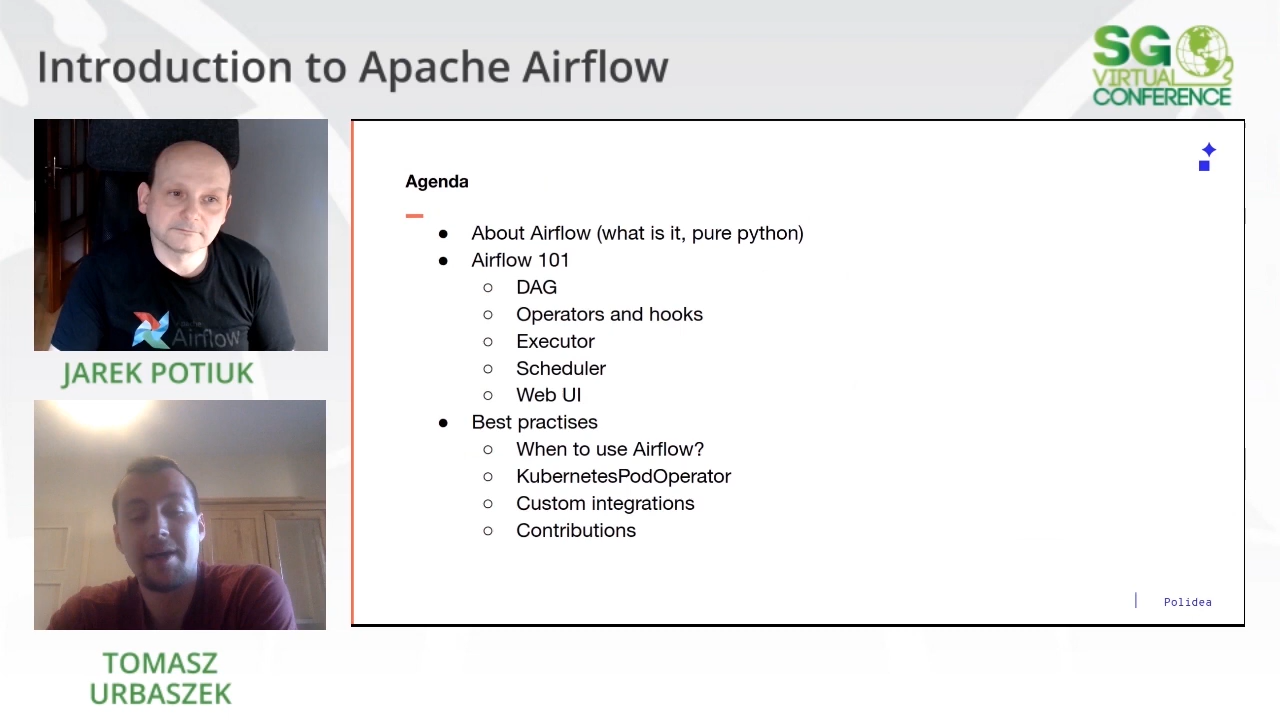 Introduction to Apache Airflow
SG
VIRTUAL
CONFERENCE
Airflow
JAREK POTIUK
TOMASZ
URBASZEK
Agenda
● About Airflow (what is it, pure python)
● Airflow 101
○ DAG
○ Operators and hooks
○ Executor
○ Scheduler
○ Web UI
● Best practises
○ When to use Airflow?
○ KubernetesPodOperator
○ Custom integrations
○ Contributions
Polidea